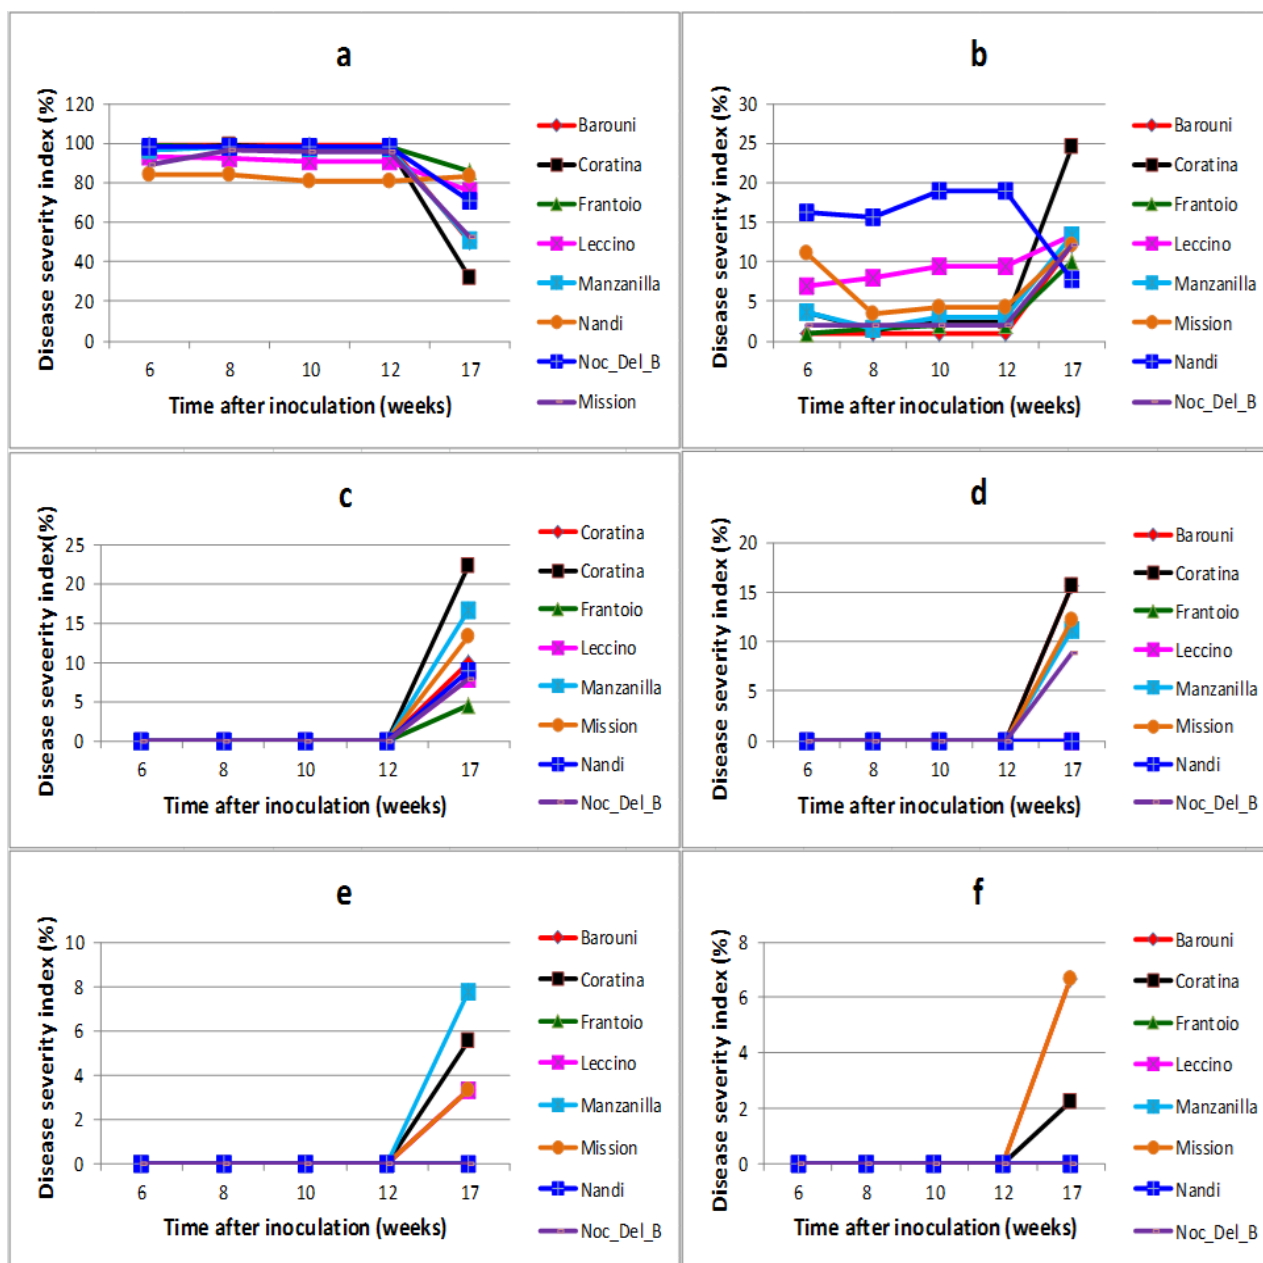 a
Disease severity index (%)
120
100
80
60
40
20
0
6 8 10 12 17
Time after inoculation (weeks)
Barouni
Coratina
Frantoio
Leccino
Manzanilla
Nandi
Noc_Del_B
Mission
b
Disease severity index (%)
30
25
20
15
10
5
0
6 8 10 12 17
Time after inoculation (weeks)
Barouni
Coratina
Frantoio
Leccino
Manzanilla
Mission
Nandi
Noc_Del_B
c
Disease seveerity index(%)
25
20
15
10
5
0
6 8 10 12 17
Time after inoculation (weeks)
Coratina
Coratina
Frantoio
Leccino
Manzanilla
Mission
Nandi
Noc_Del_B
d
Disease severity index (%)
20
15
10
5
0
6 8 10 12 17
Time after inoculation (weeks)
Barouni
Coratina
Frantoio
Leccino
Manzanilla
Mission
Nandi
Noc_Del_B
e
Disease severity index (%)
10
8
6
4
2
0
6 8 10 12 17
Time after inoculation (weeks)
Barouni
Coratina
Frantoio
Leccino
Manzanilla
Mission
Nandi
Noc_Del_B
f
Disease severity index (%)
8
6
4
2
0
6 8 10 12 17
Time after inoculation (weeks)
Barouni
Coratina
Frantoio
Leccino
Manzanilla
Mission
Nandi
Noc_Del_B